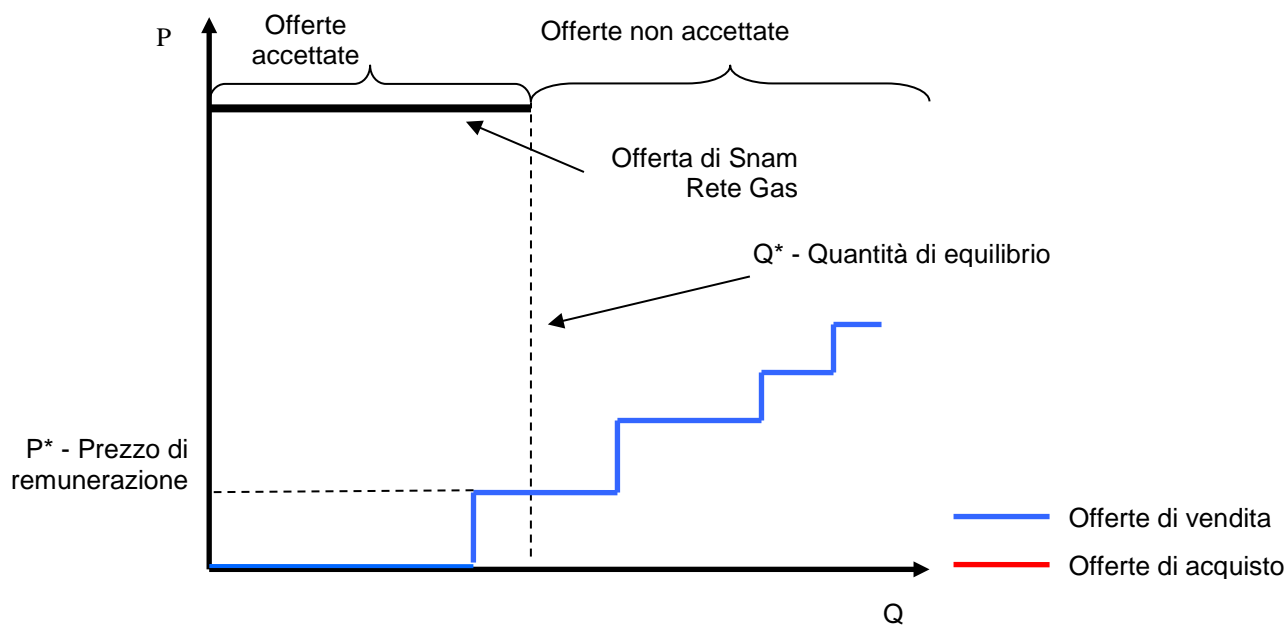 P
Offerte
accettate
Offerte non accettate
Offerta di Snam
Rete Gas
Q* - Quantità di equilibrio
P* - Prezzo di
remunerazione
Offerte di vendita
Offerte di acquisto
Q